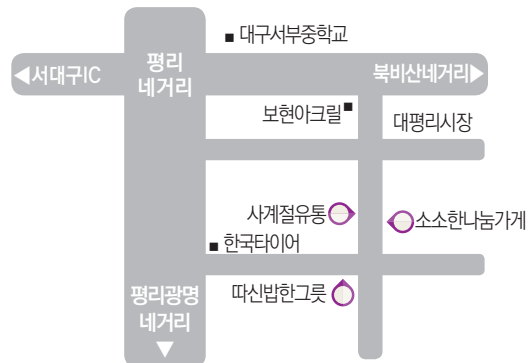 ■ 대구서부중학교
◀서대구IC
평리
네거리
북비산네거리▶
보현아크릴■
대평리시장
사계절유통
소소한나눔가게
■ 한국타이어
따신밥한그릇
평리광명
네거리
▼